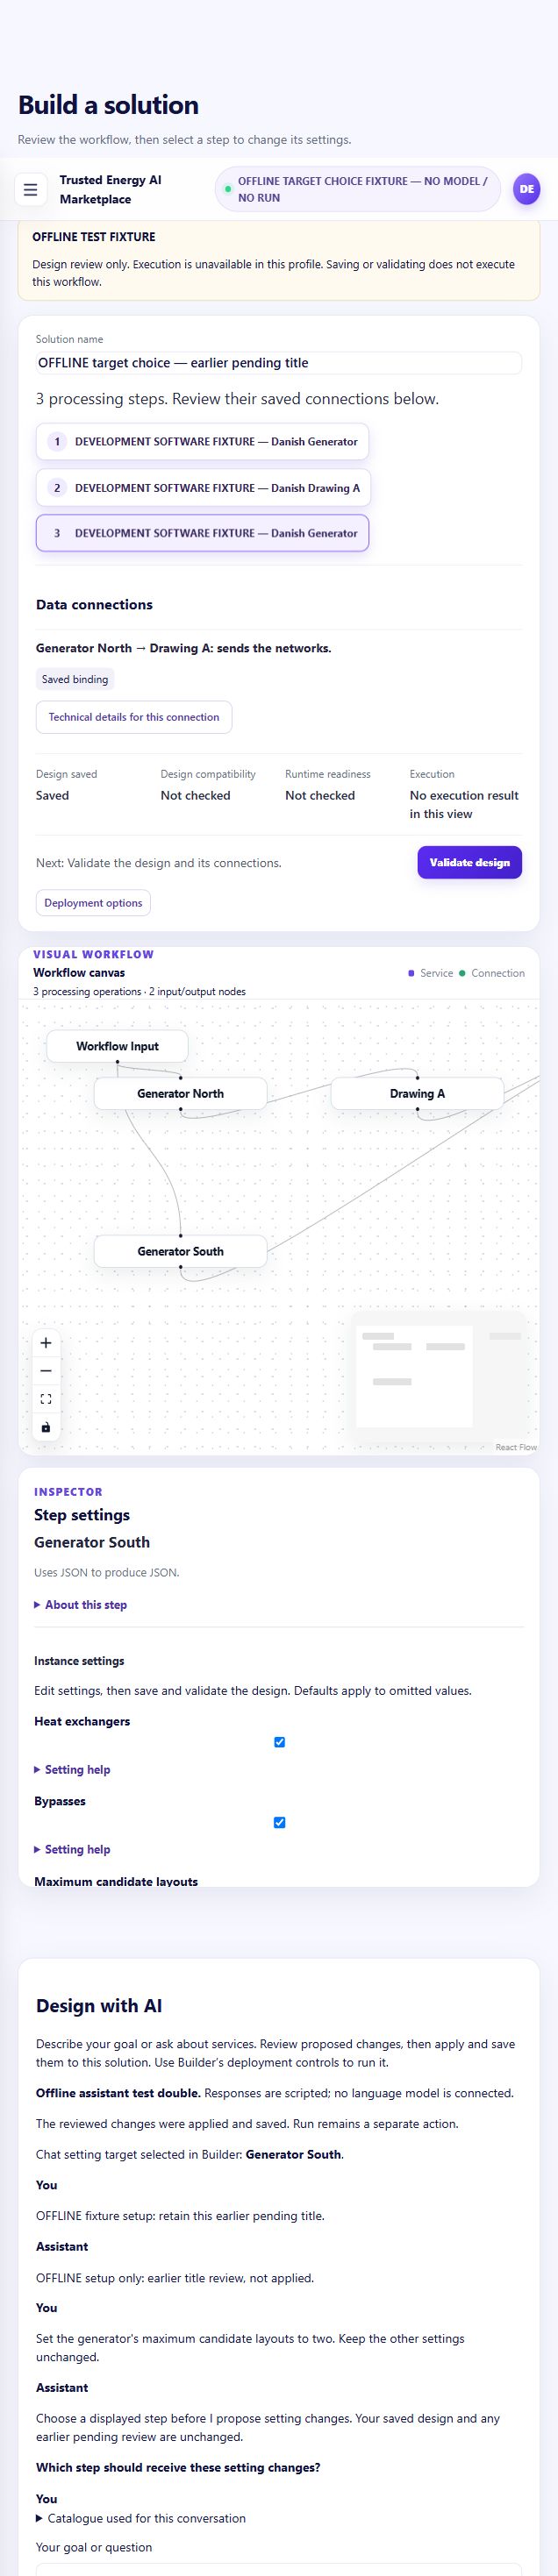 Build a solution
Review the workflow, then select a step to change its settings.
Trusted Energy AI
Marketplace
OFFLINE TARGET CHOICE FIXTURE — NO MODEL /
NO RUN
DE
OFFLINE TEST FIXTURE
Design review only. Execution is unavailable in this profile. Saving or validating does not execute
this workflow.
Solution name
OFFLINE target choice — earlier pending title
3 processing steps. Review their saved connections below.
1 DEVELOPMENT SOFTWARE FIXTURE — Danish Generator
2 DEVELOPMENT SOFTWARE FIXTURE — Danish Drawing A
3 DEVELOPMENT SOFTWARE FIXTURE — Danish Generator
Data connections
Generator North → Drawing A: sends the networks.
Saved binding
Technical details for this connection
Design saved
Saved
Design compatibility
Not checked
Runtime readiness
Not checked
Execution
No execution result
in this view
Next: Validate the design and its connections.
Validate design
Deployment options
VISUAL WORKFLOW
Workflow canvas
3 processing operations · 2 input/output nodes
Service
Connection
Workflow Input
Generator North
Drawing A
Generator South
React Flow
INSPECTOR
Step settings
Generator South
Uses JSON to produce JSON.
About this step
Instance settings
Edit settings, then save and validate the design. Defaults apply to omitted values.
Heat exchangers
Setting help
Bypasses
Setting help
Maximum candidate layouts
Design with AI
Describe your goal or ask about services. Review proposed changes, then apply and save
them to this solution. Use Builder's deployment controls to run it.
Offline assistant test double. Responses are scripted; no language model is connected.
The reviewed changes were applied and saved. Run remains a separate action.
Chat setting target selected in Builder: Generator South.
You
OFFLINE fixture setup: retain this earlier pending title.
Assistant
OFFLINE setup only: earlier title review, not applied.
You
Set the generator's maximum candidate layouts to two. Keep the other settings
unchanged.
Assistant
Choose a displayed step before I propose setting changes. Your saved design and any
earlier pending review are unchanged.
Which step should receive these setting changes?
You
Catalogue used for this conversation
Your goal or question